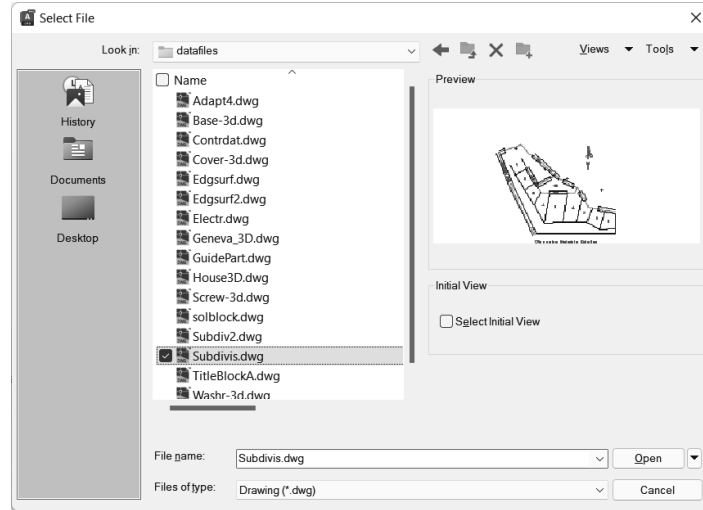 Select File
Look in:
datafiles
Views
Tools
History
Documents
Desktop
Name
Adapt4.dwg
Base-3d.dwg
Contrdat.dwg
Cover-3d.dwg
Edgsurf.dwg
Edgsurf2.dwg
Electr.dwg
Geneva_3D.dwg
GuidePart.dwg
House3D.dwg
Screw-3d.dwg
solblock.dwg
Subdiv2.dwg
Subdivis.dwg
TitleBlockA.dwg
Washr-3d.dwg
Preview
Initial View
Select Initial View
File name:
Subdivis.dwg
Open
Files of type:
Drawing (*.dwg)
Cancel